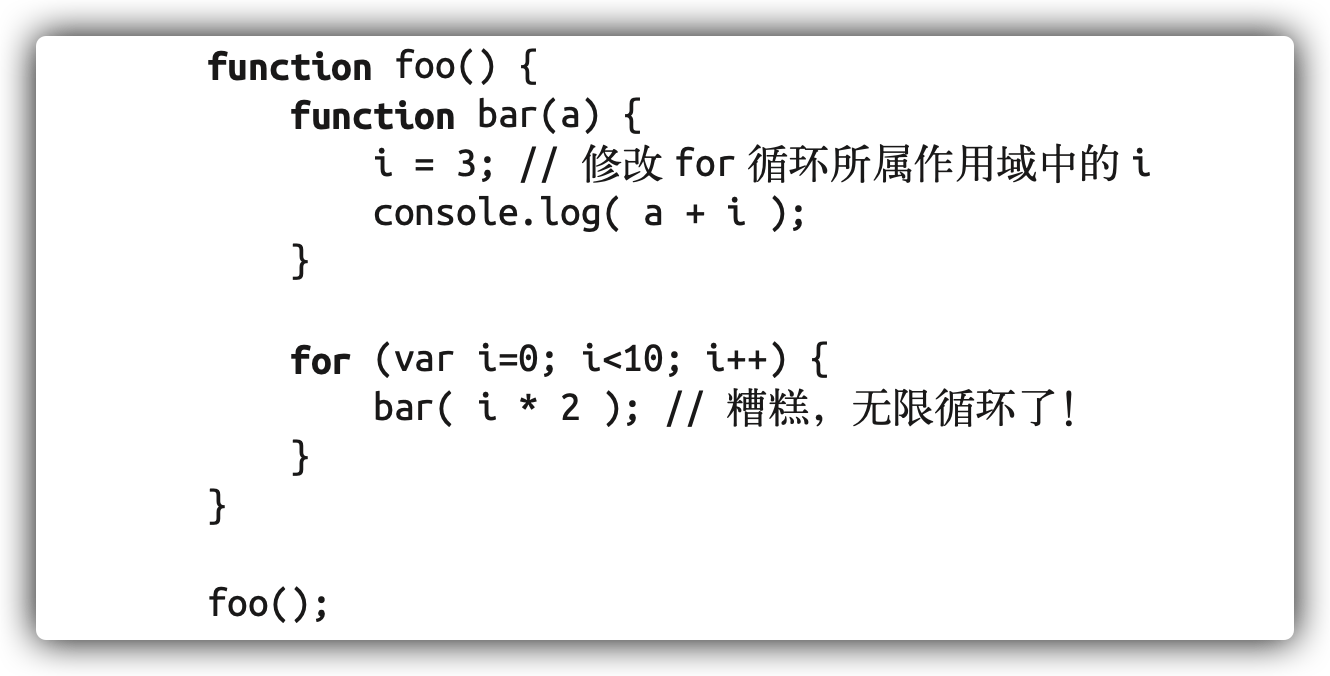 function foo() {
    function bar(a) {
        i = 3; // 修改 for 循环所属作用域中的 i
        console.log( a + i );
    }

    for (var i=0; i<10; i++) {
        bar( i * 2 ); // 糟糕，无限循环了！
    }
}

foo();